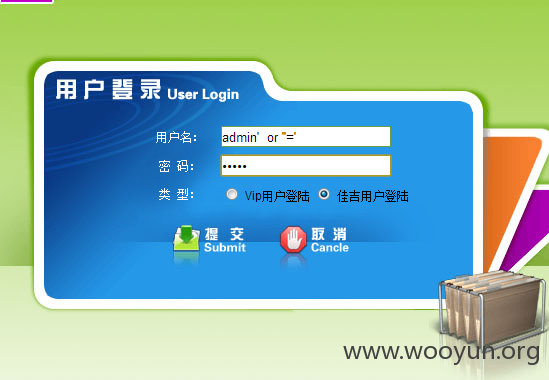 用户登录 User Login
用户名: admin' or ''='
密 码: •••••
类 型: Vip用户登陆 佳吉用户登陆
提 交 取 消
Submit Cancle
www.wooyun.org